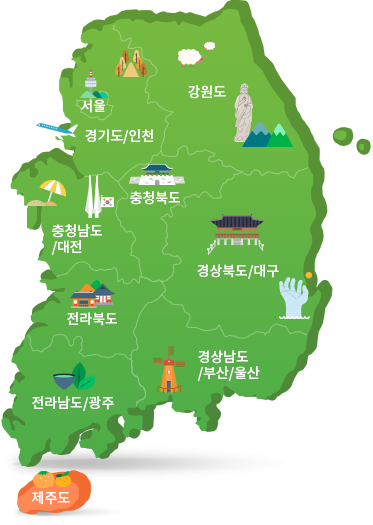 강원도
서울
경기도/인천
충청북도
충청남도
/대전
경상북도/대구
전라북도
경상남도
/부산/울산
전라남도/광주
제주도